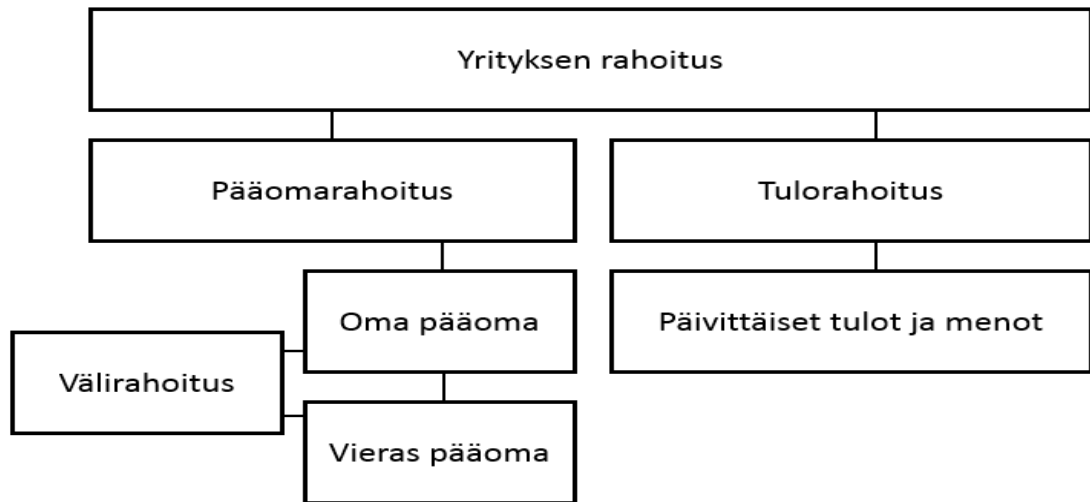 Yrityksen rahoitus
Pääomarahoitus
Tulorahoitus
Oma pääoma
Päivittäiset tulot ja menot
Välirahoitus
Vieras pääoma